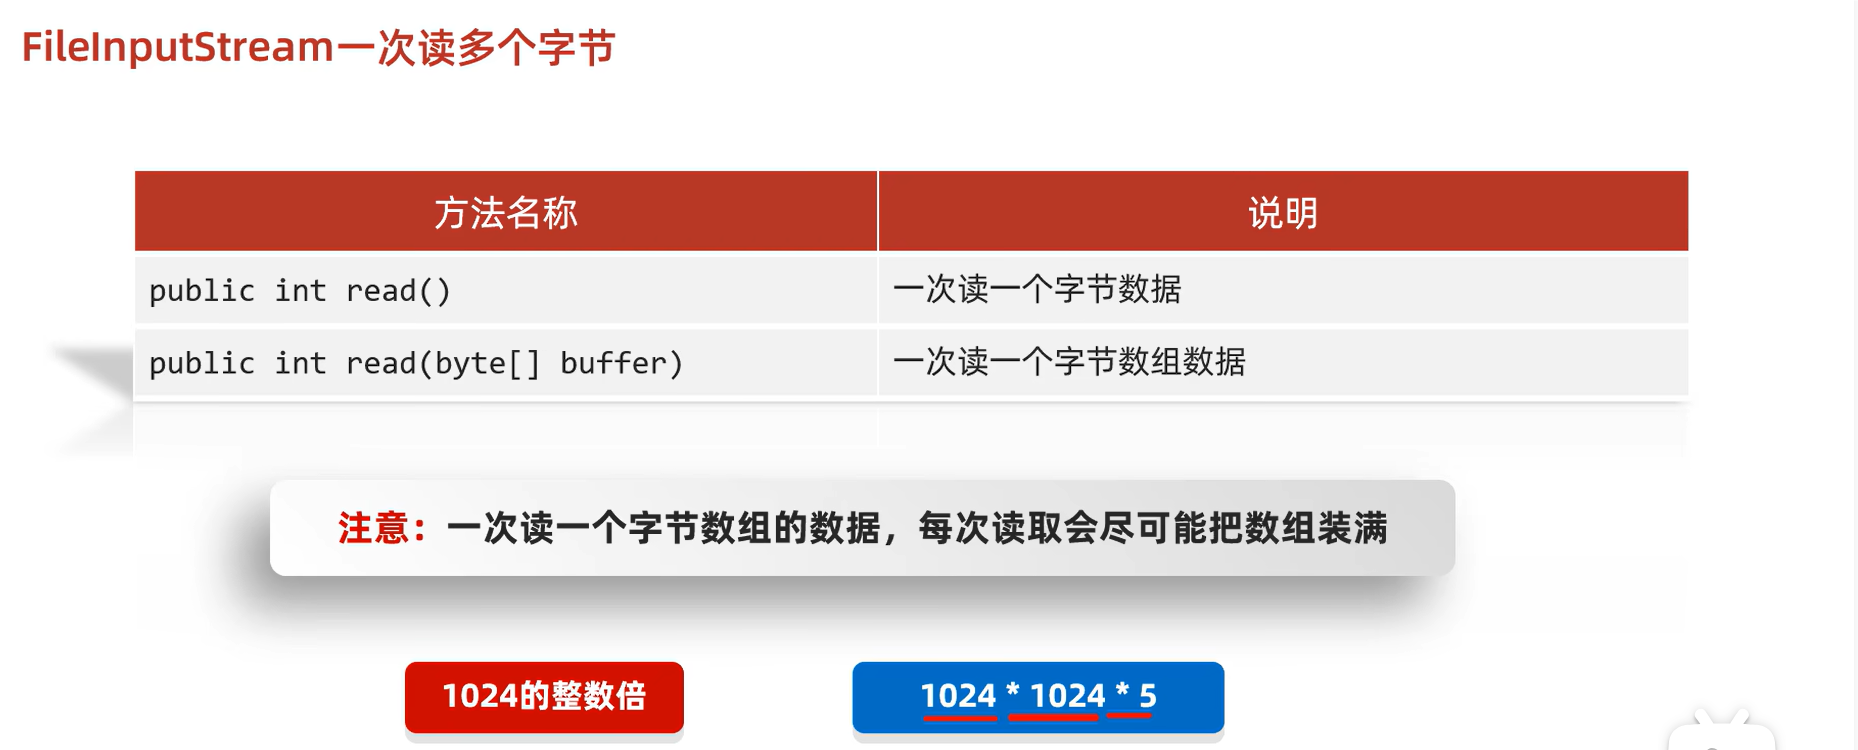 FileInputStream一次读多个字节
方法名称
说明
public int read()
一次读一个字节数据
public int read(byte[] buffer)
一次读一个字节数组数据
注意：一次读一个字节数组的数据，每次读取会尽可能把数组装满
1024的整数倍
1024 * 1024 * 5